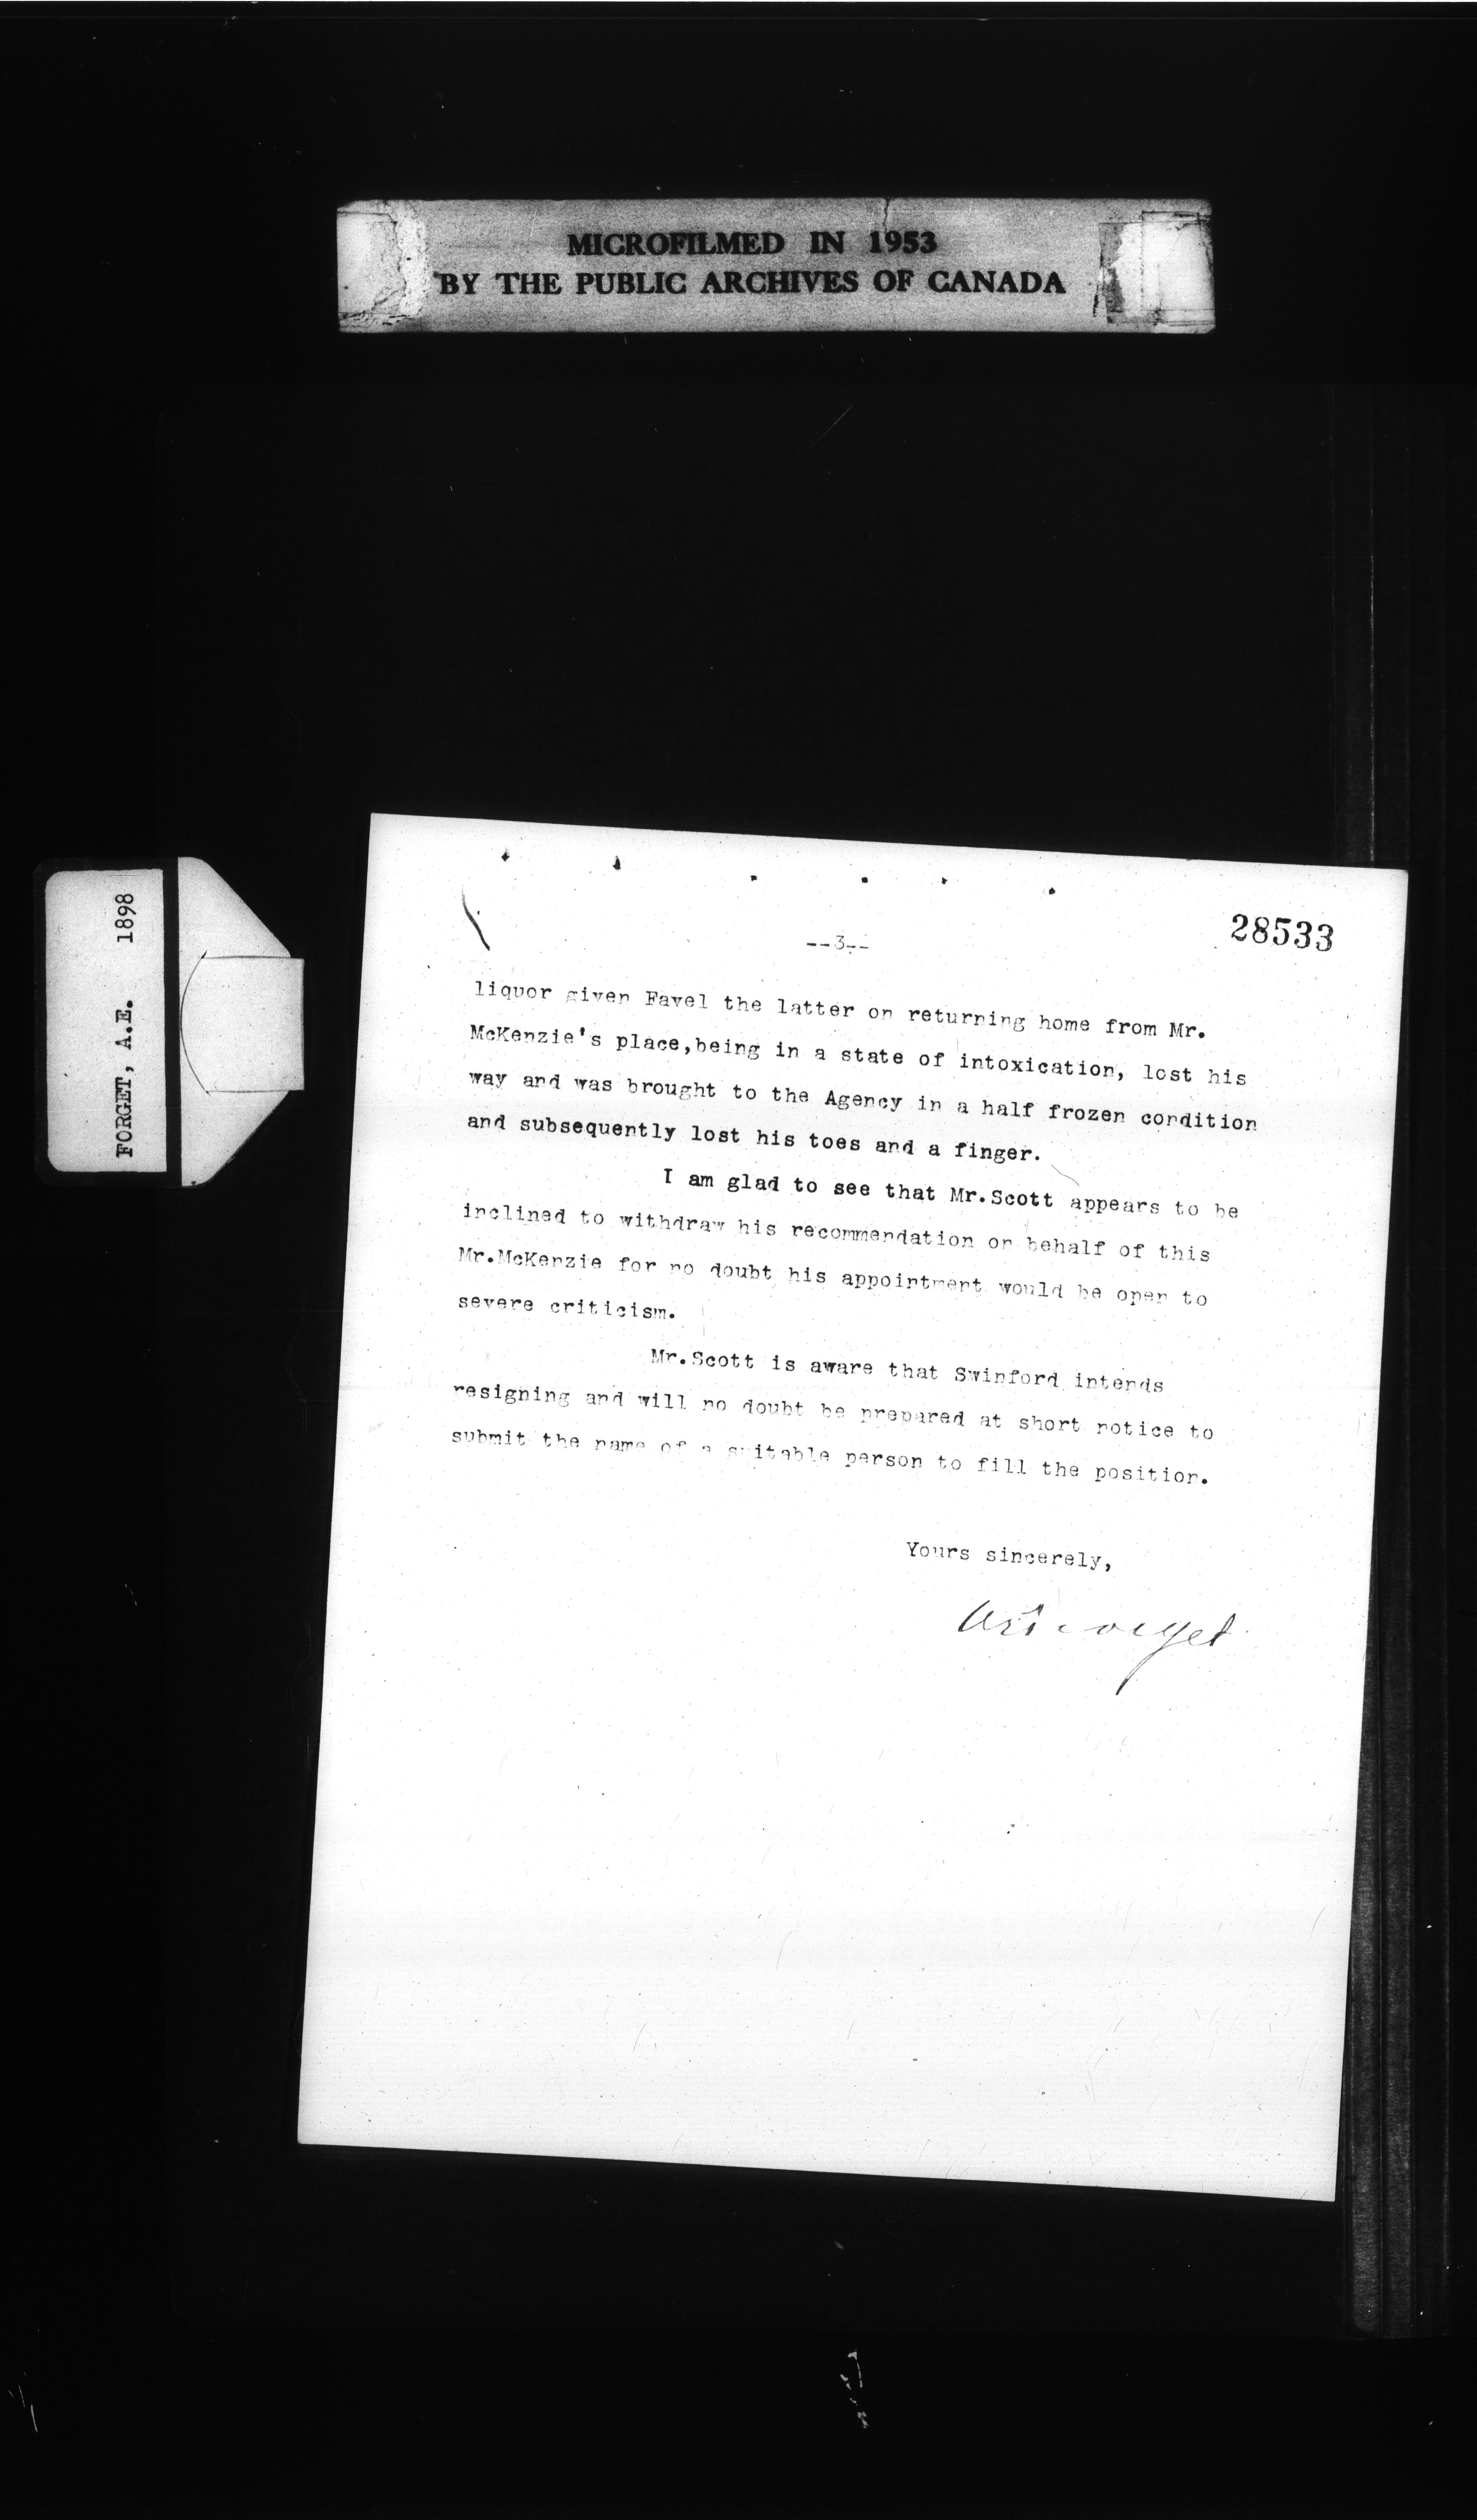 MICROFILMED IN 1953
BY THE PUBLIC ARCHIVES OF CANADA
FORGET, A.E. 1898
28533
--3--
liquor given Favel the latter on returning home from Mr.
McKenzie's place,being in a state of intoxication, lost his
way and was brought to the Agency in a half frozen condition
and subsequently lost his toes and a finger.
I am glad to see that Mr.Scott appears to be
inclined to withdraw his recommendation on behalf of this
Mr.McKenzie for no doubt his appointment would be open to
severe criticism.
Mr.Scott is aware that Swinford intends
resigning and will no doubt be prepared at short notice to
submit the name of a suitable person to fill the position.
Yours sincerely,
AEForget